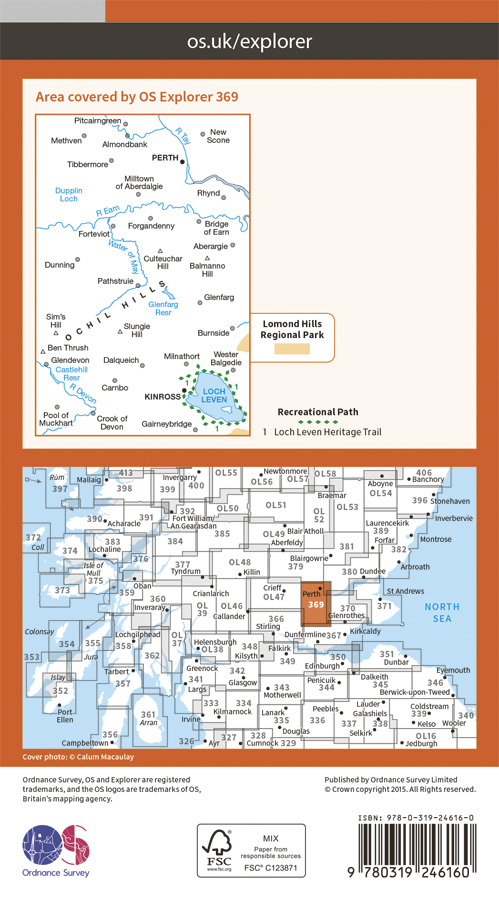 os.uk/explorer
Area covered by OS Explorer 369
Pitcairngreen
R Tay
New
Scone
Methven
Almondbank
PERTH
Tibbermore
Milltown
of Aberdalgie
Dupplin
Loch
Rhynd
R Earn
Forgandenny
Bridge
of Earn
Forteviot
Water of May
Aberargie
Culteuchar
Hill
Balmanno
Hill
Dunning
Pathstruie
OCHIL HILLS
Glenfarg
Resr
Glenfarg
Sim's
Hill
Slungie
Hill
Burnside
Ben Thrush
Glendevon
Castlehill
Resr
Dalqueich
Milnathort
Wester
Balgedie
R Devon
Carnbo
1
1
KINROSS
LOCH
LEVEN
Pool of
Muckhart
Crook of
Devon
Gairneybridge
1
Lomond Hills
Regional Park
Recreational Path
1 Loch Leven Heritage Trail
Rùm
397
Mallaig
413
398
Invergarry
399
400
OL55
Newtonmore
OL56
OL57
OL58
Braemar
Aboyne
OL54
406
Banchory
396
Stonehaven
390
Acharacle
391
392
Fort William/
An Gearasdan
OL50
OL51
OL
52
OL53
Inverbervie
372
Coll
374
383
Lochaline
384
385
OL49
Blair Atholl
Aberfeldy
Laurencekirk
389
Forfar
Montrose
376
381
382
Isle of
Mull
375
377
Tyndrum
OL48
Killin
Blairgowrie
380
Dundee
Arbroath
373
359
Oban
360
Inveraray
Crianlarich
OL
39
OL46
Callander
Crieff
OL47
Perth
369
St Andrews
371
370
Glenrothes
NORTH
SEA
Colonsay
354
355
Jura
353
Lochgilphead
358
362
OL
37
Helensburgh
OL38
366
Stirling
348
Kilsyth
Falkirk
349
Dunfermline
367
Kirkcaldy
350
Edinburgh
351
Dunbar
Islay
352
Tarbert
357
Greenock
341
Largs
342
Glasgow
343
Motherwell
Penicuik
344
Dalkeith
345
Eyemouth
346
Berwick-upon-Tweed
Port
Ellen
361
Arran
333
Irvine
334
Kilmarnock
Lanark
335
Peebles
336
Lauder
Galashiels
337
338
Selkirk
Coldstream
339
Kelso
340
Wooler
356
Campbeltown
326
Ayr
327
328
Cumnock
329
Douglas
OL16
Jedburgh
Cover photo: © Calum Macaulay
Ordnance Survey, OS and Explorer are registered
trademarks, and the OS logos are trademarks of OS,
Britain's mapping agency.
Published by Ordnance Survey Limited
© Crown copyright 2015. All Rights reserved.
OS
Ordnance Survey
FSC
www.fsc.org
MIX
Paper from
responsible sources
FSC® C123871
ISBN: 978-0-319-24616-0
9 780319 246160